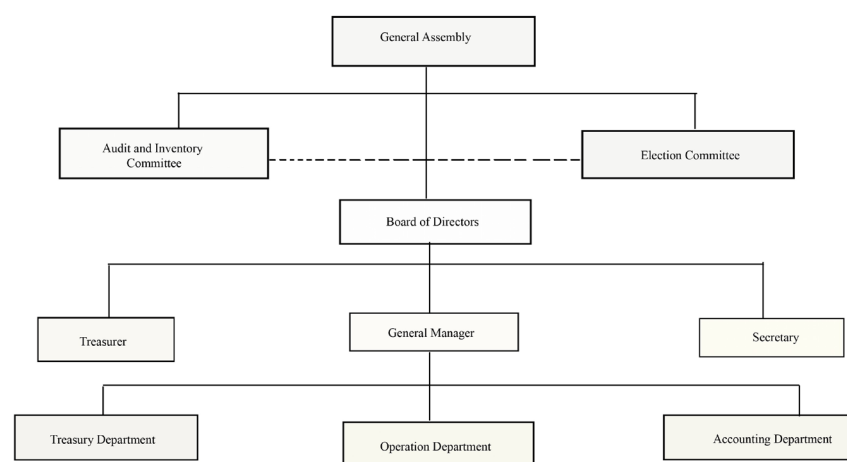 General Assembly
Audit and Inventory
Committee
Election Committee
Board of Directors
Treasurer
General Manager
Secretary
Treasury Department
Operation Department
Accounting Department